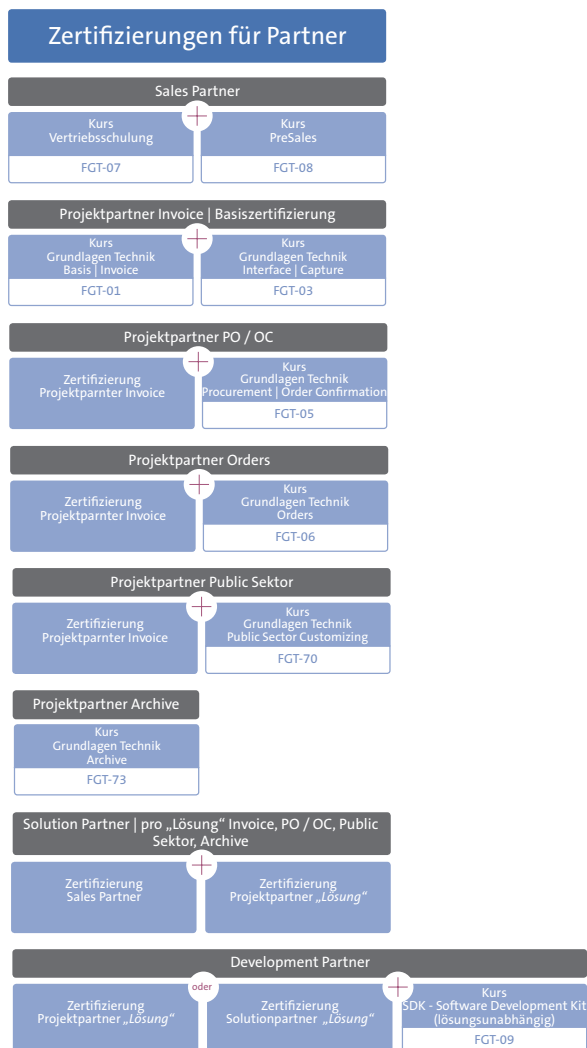 Zertifizierungen für Partner
Sales Partner
Kurs
Vertriebsschulung
FGT-07
Kurs
PreSales
FGT-08
Projektpartner Invoice | Basiszertifizierung
Kurs
Grundlagen Technik
Basis | Invoice
FGT-01
Kurs
Grundlagen Technik
Interface | Capture
FGT-03
Projektpartner PO / OC
Zertifizierung
Projektparnter Invoice
Kurs
Grundlagen Technik
Procurement | Order Confirmation
FGT-05
Projektpartner Orders
Zertifizierung
Projektparnter Invoice
Kurs
Grundlagen Technik
Orders
FGT-06
Projektpartner Public Sektor
Zertifizierung
Projektparnter Invoice
Kurs
Grundlagen Technik
Public Sector Customizing
FGT-70
Projektpartner Archive
Kurs
Grundlagen Technik
Archive
FGT-73
Solution Partner | pro „Lösung“ Invoice, PO / OC, Public
Sektor, Archive
Zertifizierung
Sales Partner
Zertifizierung
Projektpartner „Lösung“
Development Partner
Zertifizierung
Projektpartner „Lösung“
oder
Zertifizierung
Solutionpartner „Lösung“
Kurs
SDK - Software Development Kit
(lösungsunabhängig)
FGT-09